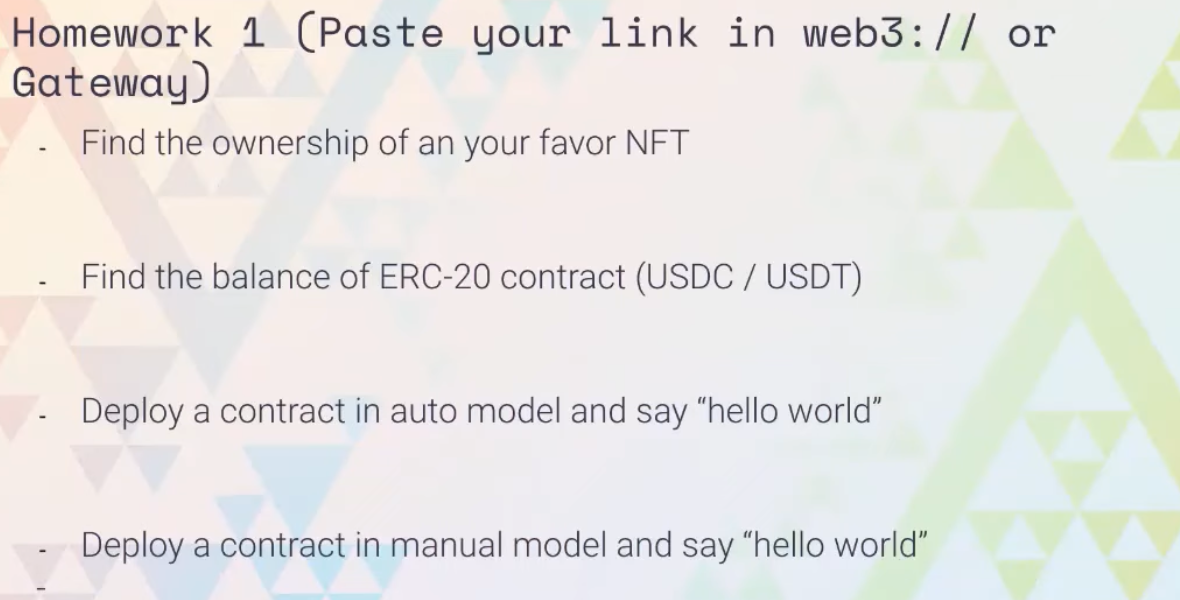 Homework 1 (Paste your link in web3:// or
Gateway)
- Find the ownership of an your favor NFT
- Find the balance of ERC-20 contract (USDC / USDT)
- Deploy a contract in auto model and say “hello world”
- Deploy a contract in manual model and say “hello world”
-